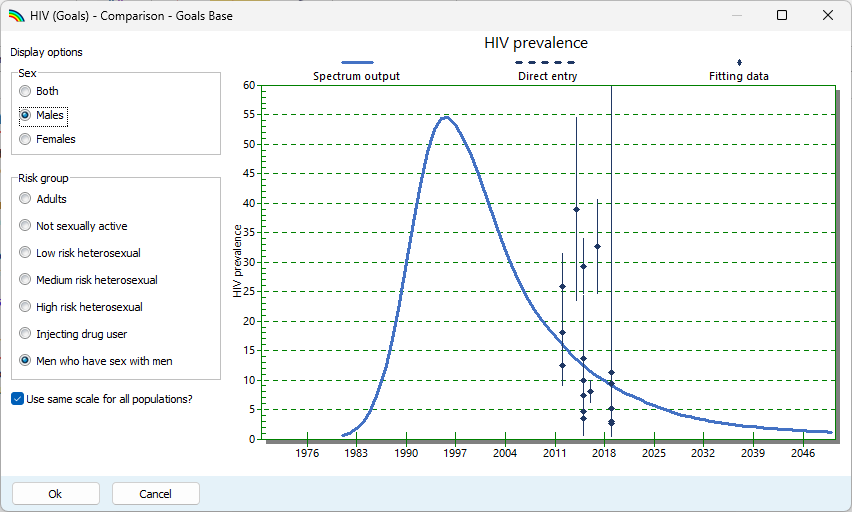 HIV (Goals) - Comparison - Goals Base
Display options
Sex
Both
Males
Females
Risk group
Adults
Not sexually active
Low risk heterosexual
Medium risk heterosexual
High risk heterosexual
Injecting drug user
Men who have sex with men
Use same scale for all populations?
HIV prevalence
Spectrum output
Direct entry
Fitting data
HIV prevalence
60
55
50
45
40
35
30
25
20
15
10
5
0
1976 1983 1990 1997 2004 2011 2018 2025 2032 2039 2046
Ok
Cancel